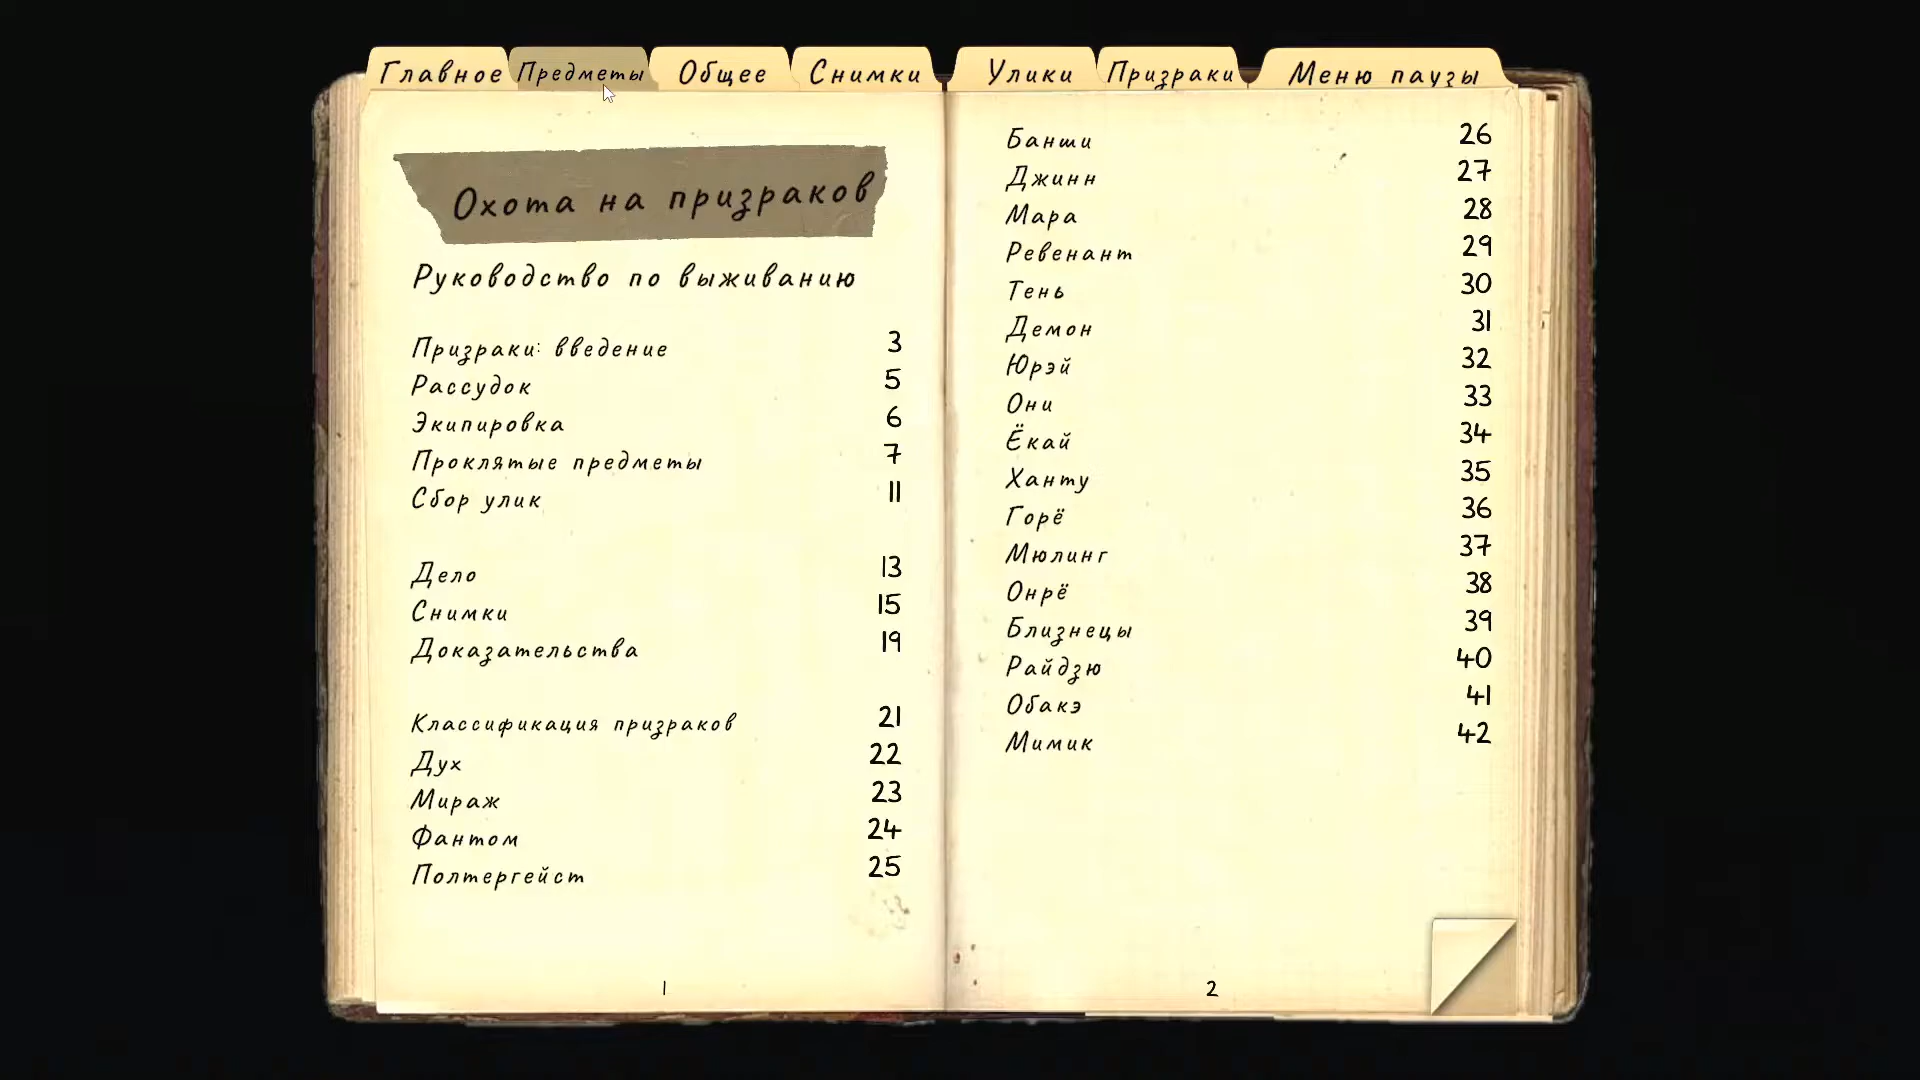 Главное Предметы Общее Снимки Улики Призраки Меню паузы
Охота на призраков
Руководство по выживанию
Призраки: введение 3
Рассудок 5
Экипировка 6
Проклятые предметы 7
Сбор улик 11
Дело 13
Снимки 15
Доказательства 19
Классификация призраков 21
Дух 22
Мираж 23
Фантом 24
Полтергейст 25
1
Банши 26
Джинн 27
Мара 28
Ревенант 29
Тень 30
Демон 31
Юрэй 32
Они 33
Ёкай 34
Ханту 35
Горё 36
Мюлинг 37
Онрё 38
Близнецы 39
Райдзю 40
Обакэ 41
Мимик 42
2